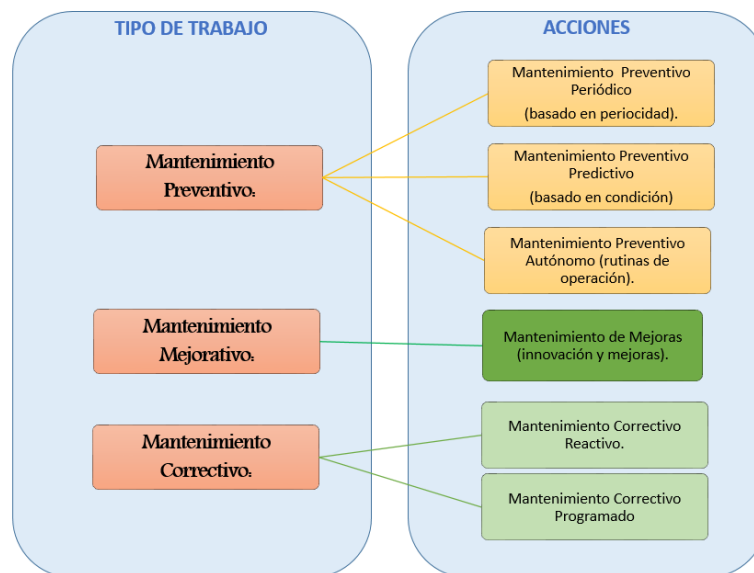 TIPO DE TRABAJO
Mantenimiento
Preventivo:
Mantenimiento
Mejorativo:
Mantenimiento
Correctivo:
ACCIONES
Mantenimiento Preventivo
Periódico
(basado en periocidad).
Mantenimiento Preventivo
Predictivo
(basado en condición)
Mantenimiento Preventivo
Autónomo (rutinas de
operación).
Mantenimiento de Mejoras
(innovación y mejoras).
Mantenimiento Correctivo
Reactivo.
Mantenimiento Correctivo
Programado